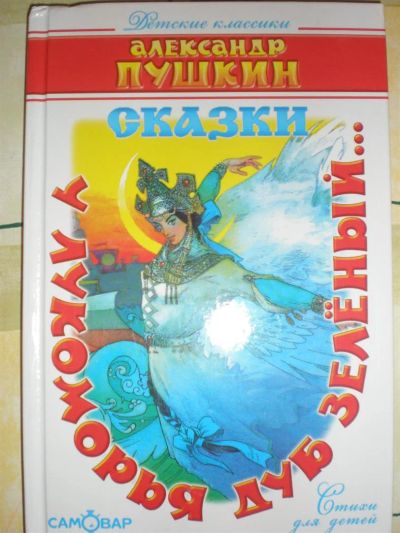 Детские классики
АЛЕКСАНДР
ПУШКИН
СКАЗКИ
У ЛУКОМОРЬЯ ДУБ ЗЕЛЁНЫЙ...
Стихи
для детей
САМОВАР